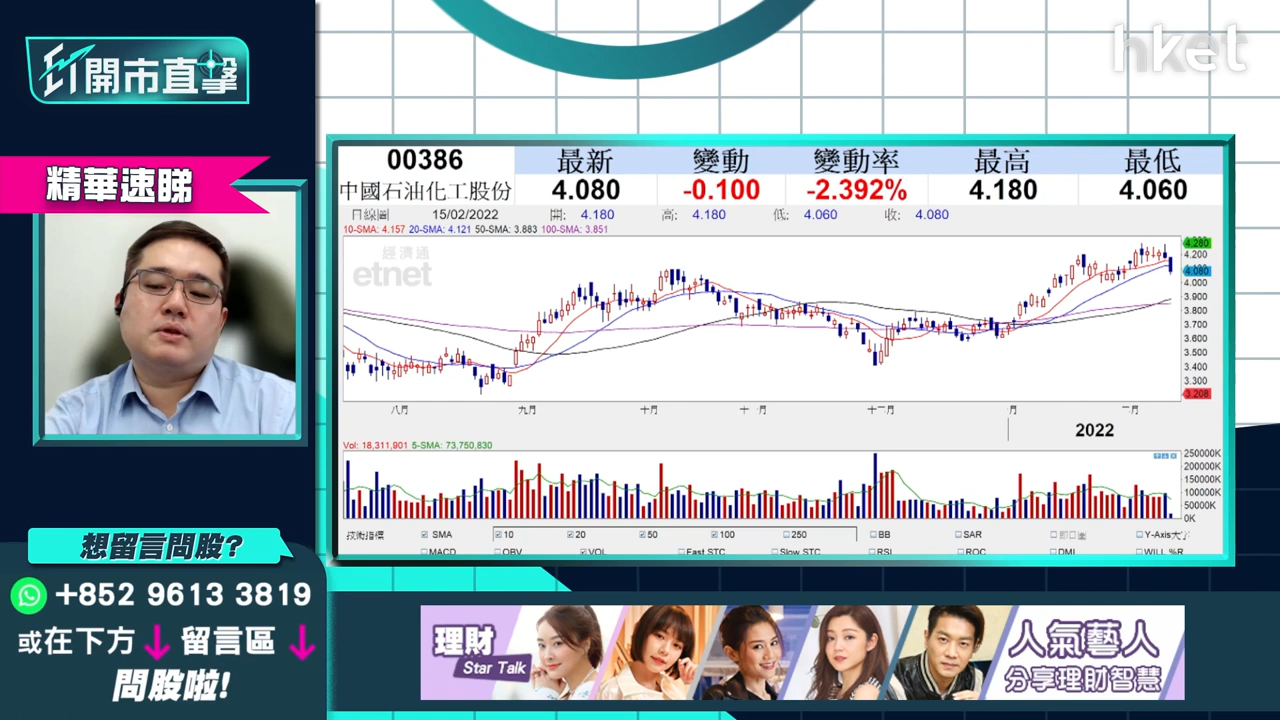 hket
ET開市直擊
精華速睇
00386
中國石油化工股份
最新
4.080
變動
-0.100
變動率
-2.392%
最高
4.180
最低
4.060
日線圖 15/02/2022 開: 4.180 高: 4.180 低: 4.060 收: 4.080
10-SMA: 4.157 20-SMA: 4.121 50-SMA: 3.883 100-SMA: 3.851
經濟通
etnet
4.280
4.200
4.080
4.000
3.900
3.800
3.700
3.600
3.500
3.400
3.300
3.208
八月 九月 十月 十一月 十二月 一月 二月
2022
Vol: 18,311,901 5-SMA: 73,750,830
250000K
200000K
150000K
100000K
50000K
0K
技術指標 SMA 10 20 50 100 250 BB SAR Y-Axis大字
MACD OBV VOL Fast STC Slow STC RSI ROC DMI WILL %R
想留言問股?
+852 9613 3819
或在下方 留言區
問股啦!
理財
Star Talk
人氣藝人
分享理財智慧